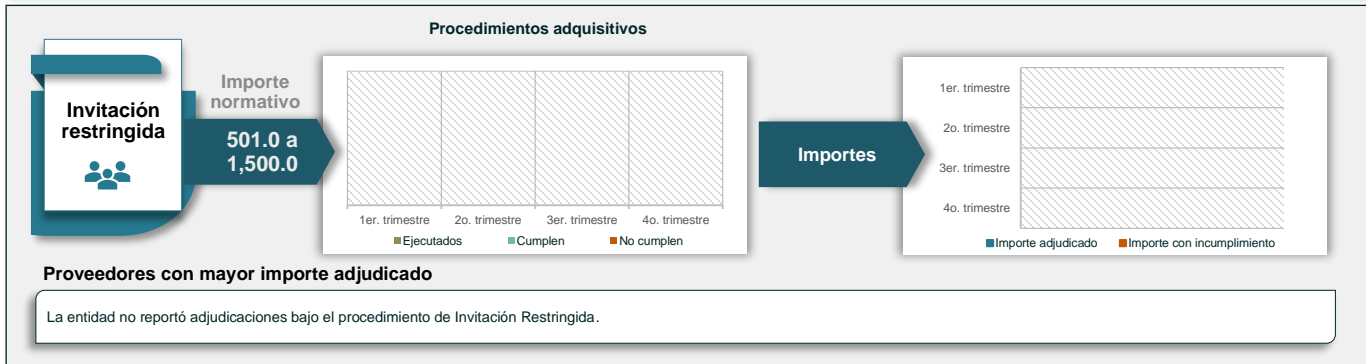 Procedimientos adquisitivos
Invitación
restringida
Importe
normativo
501.0 a
1,500.0
1er. trimestre
2o. trimestre
3er. trimestre
4o. trimestre
Ejecutados
Cumplen
No cumplen
Importes
1er. trimestre
2o. trimestre
3er. trimestre
4o. trimestre
Importe adjudicado
Importe con incumplimiento
Proveedores con mayor importe adjudicado
La entidad no reportó adjudicaciones bajo el procedimiento de Invitación Restringida.